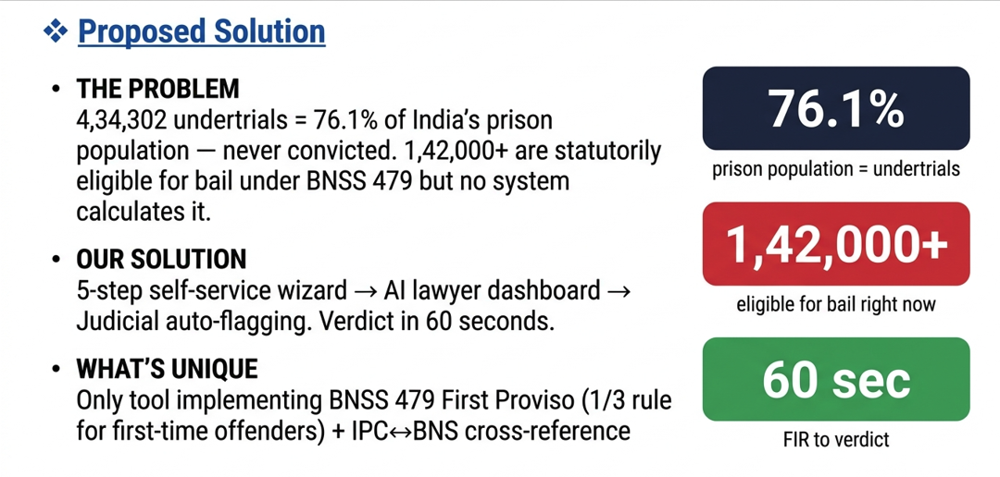 ❖ Proposed Solution
• THE PROBLEM
4,34,302 undertrials = 76.1% of India’s prison
population — never convicted. 1,42,000+ are statutorily
eligible for bail under BNSS 479 but no system
calculates it.
• OUR SOLUTION
5-step self-service wizard → AI lawyer dashboard →
Judicial auto-flagging. Verdict in 60 seconds.
• WHAT’S UNIQUE
Only tool implementing BNSS 479 First Proviso (1/3 rule
for first-time offenders) + IPC↔BNS cross-reference
76.1%
prison population = undertrials
1,42,000+
eligible for bail right now
60 sec
FIR to verdict